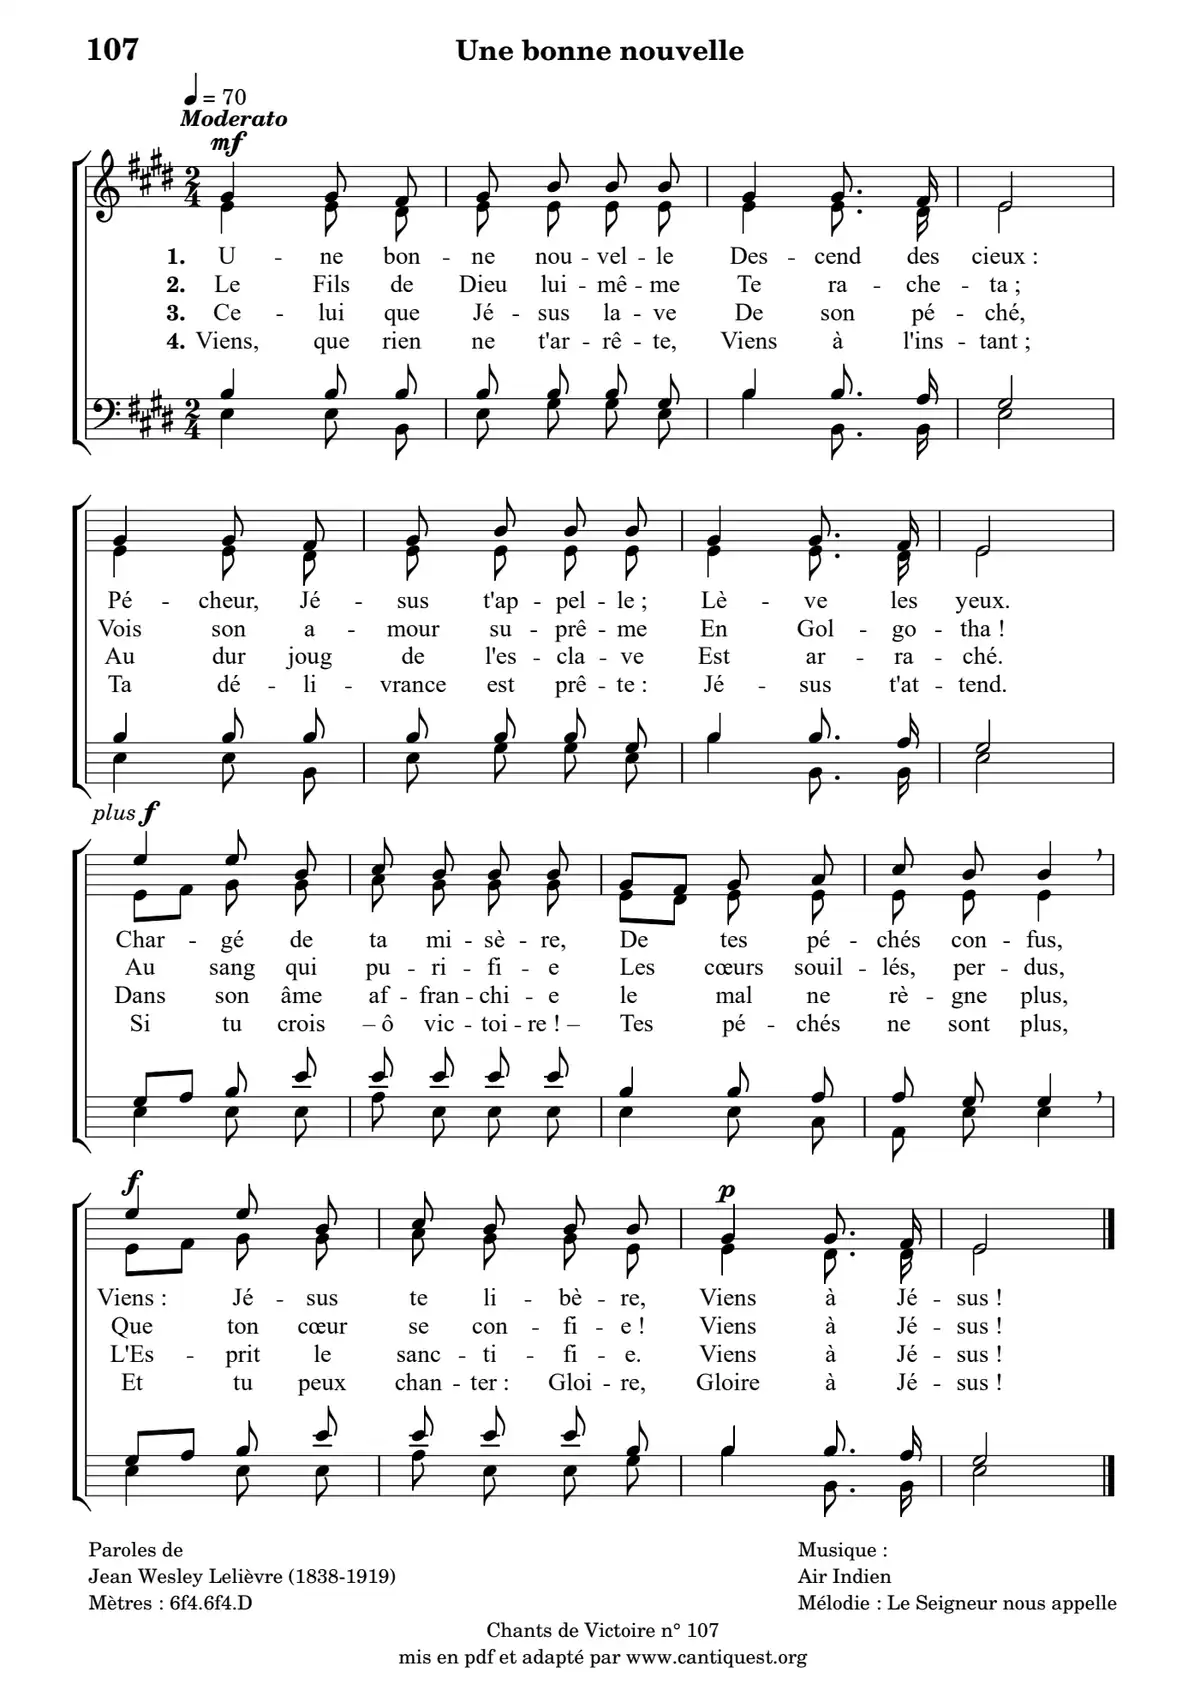 107 Une bonne nouvelle
= 70
Moderato
mf
1. U - ne bon - ne nou - vel - le Des - cend des cieux :
2. Le Fils de Dieu lui - mê - me Te ra - che - ta ;
3. Ce - lui que Jé - sus la - ve De son pé - ché,
4. Viens, que rien ne t'ar - rê - te, Viens à l'ins - tant ;
Pé - cheur, Jé - sus t'ap - pel - le ; Lè - ve les yeux.
Vois son a - mour su - prê - me En Gol - go - tha !
Au dur joug de l'es - cla - ve Est ar - ra - ché.
Ta dé - li - vrance est prê - te : Jé - sus t'at - tend.
plus f
Char - gé de ta mi - sè - re, De tes pé - chés con - fus,
Au sang qui pu - ri - fi - e Les cœurs souil - lés, per - dus,
Dans son âme af - fran - chi - e le mal ne rè - gne plus,
Si tu crois – ô vic - toi - re ! – Tes pé - chés ne sont plus,
f p
Viens : Jé - sus te li - bè - re, Viens à Jé - sus !
Que ton cœur se con - fi - e ! Viens à Jé - sus !
L'Es - prit le sanc - ti - fi - e. Viens à Jé - sus !
Et tu peux chan - ter : Gloi - re, Gloire à Jé - sus !
Paroles de
Jean Wesley Lelièvre (1838-1919)
Mètres : 6f4.6f4.D
Musique :
Air Indien
Mélodie : Le Seigneur nous appelle
Chants de Victoire n° 107
mis en pdf et adapté par www.cantiquest.org